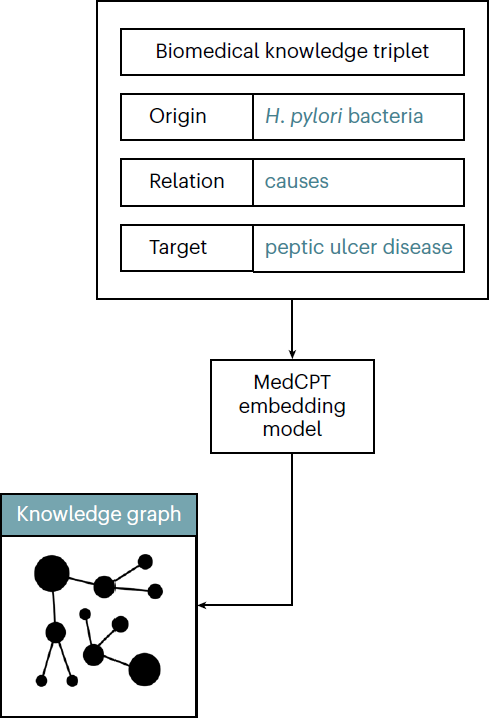 Biomedical knowledge triplet
Origin H. pylori bacteria
Relation causes
Target peptic ulcer disease
MedCPT
embedding
model
Knowledge graph